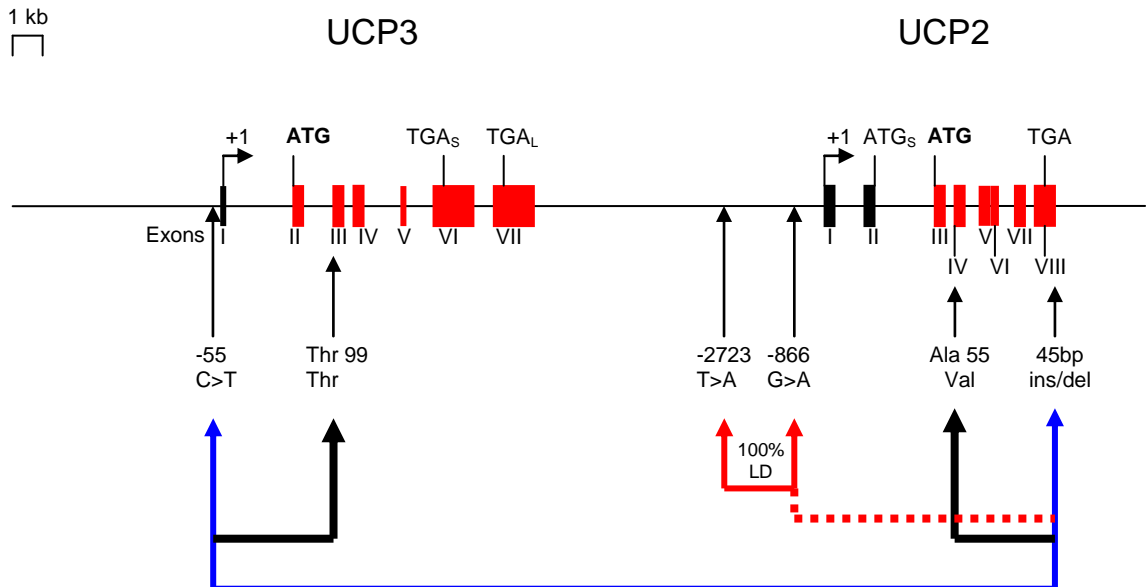 1 kb
UCP3
UCP2
+1
ATG
TGAS
TGAL
+1
ATGS
ATG
TGA
Exons
I
II
III
IV
V
VI
VII
I
II
III
V
VII
IV
VI
VIII
-55
C>T
Thr 99
Thr
-2723
T>A
-866
G>A
Ala 55
Val
45bp
ins/del
100%
LD